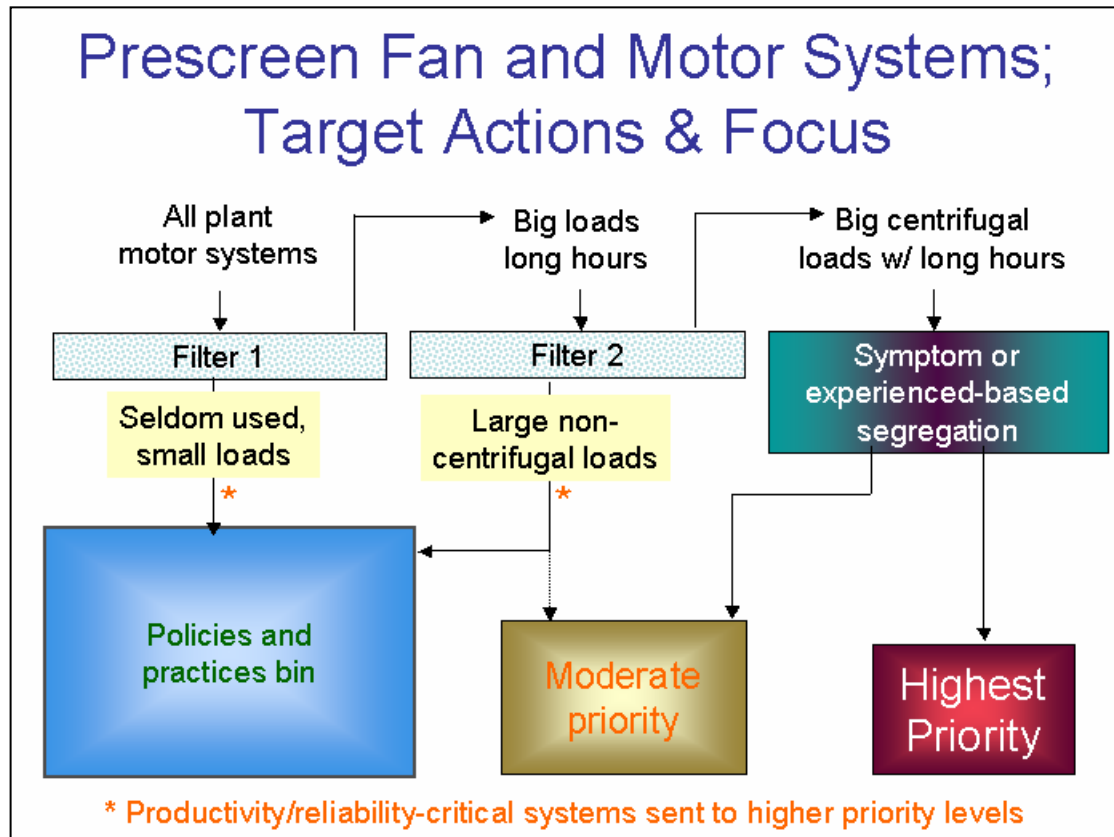 Prescreen Fan and Motor Systems;
Target Actions & Focus
All plant
motor systems
Big loads
long hours
Big centrifugal
loads w/ long hours
Filter 1
Filter 2
Symptom or
experienced-based
segregation
Seldom used,
small loads
*
Large non-
centrifugal loads
*
Policies and
practices bin
Moderate
priority
Highest
Priority
* Productivity/reliability-critical systems sent to higher priority levels